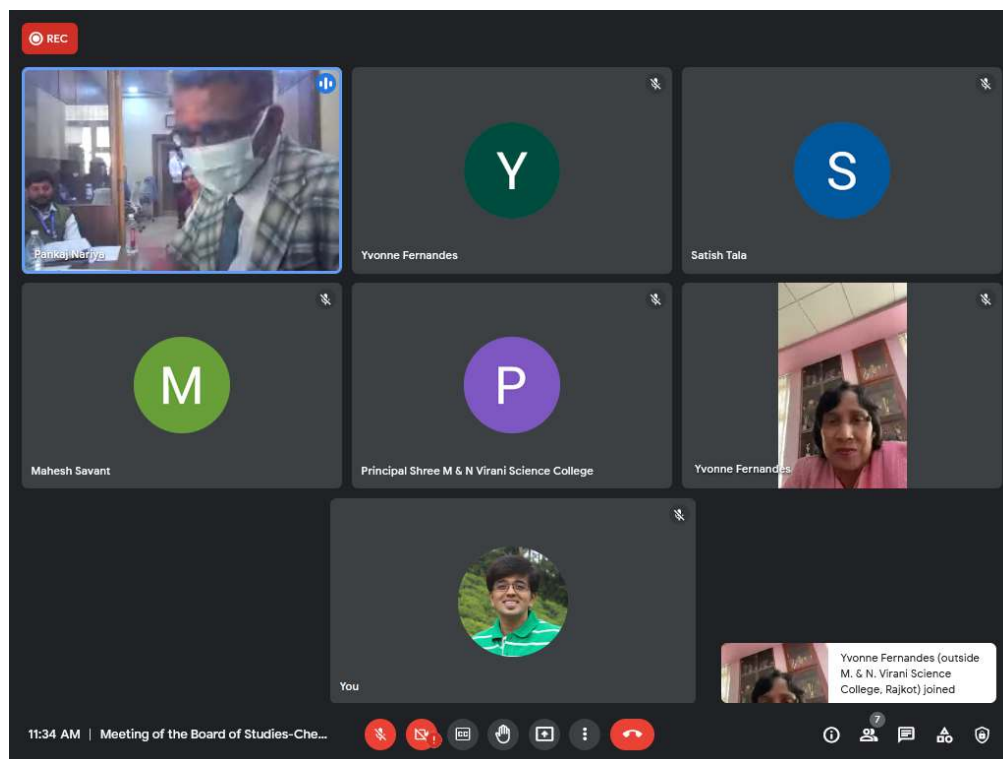 REC
Pankaj Nariya
Y
Yvonne Fernandes
S
Satish Tala
M
Mahesh Savant
P
Principal Shree M & N Virani Science College
Yvonne Fernandes
You
Yvonne Fernandes (outside
M. & N. Virani Science
College, Rajkot) joined
11:34 AM | Meeting of the Board of Studies-Che...
CC
!
7